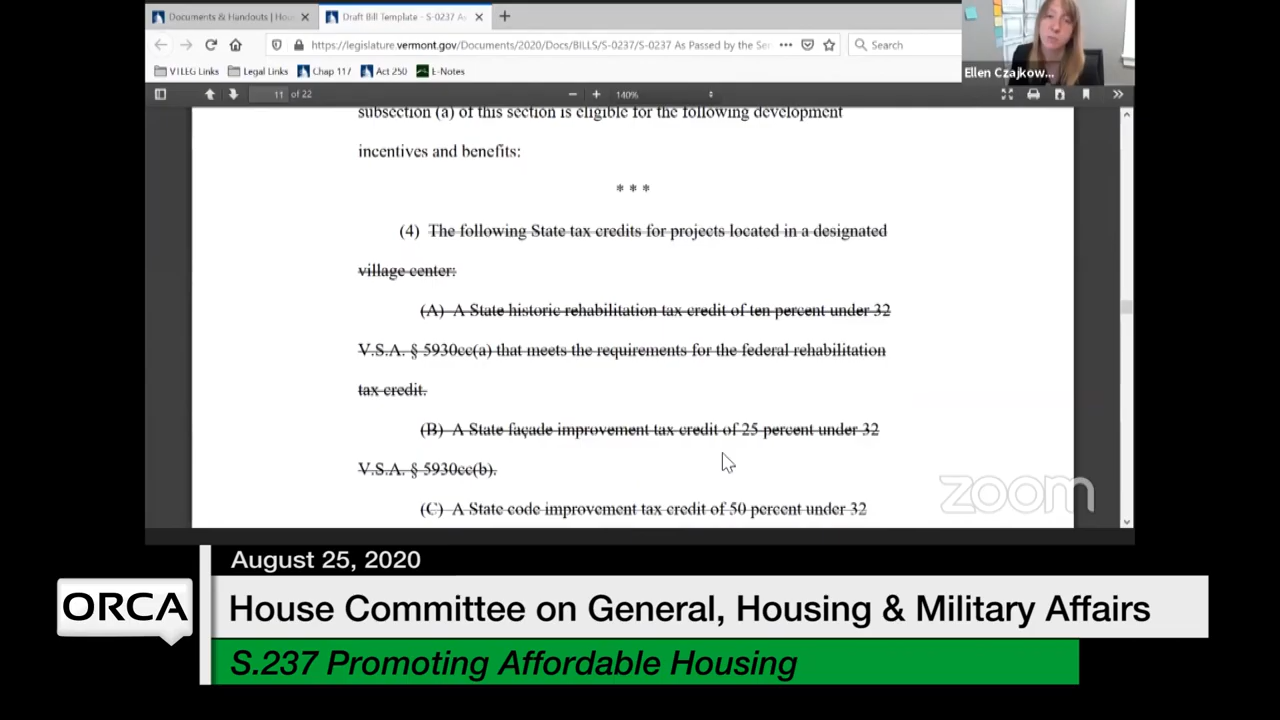 Documents & Handouts | Hou
Draft Bill Template - S-0237 As
https://legislature.vermont.gov/Documents/2020/Docs/BILLS/S-0237/S-0237 As Passed by the Se
Search
VTLEG Links
Legal Links
Chap 117
Act 250
E-Notes
Ellen Czajkow...
11 of 22
140%
subsection (a) of this section is eligible for the following development
incentives and benefits:
* * *
(4) The following State tax credits for projects located in a designated
village center:
(A) A State historic rehabilitation tax credit of ten percent under 32
V.S.A. § 5930cc(a) that meets the requirements for the federal rehabilitation
tax credit.
(B) A State façade improvement tax credit of 25 percent under 32
V.S.A. § 5930cc(b).
(C) A State code improvement tax credit of 50 percent under 32
zoom
August 25, 2020
ORCA
House Committee on General, Housing & Military Affairs
S.237 Promoting Affordable Housing